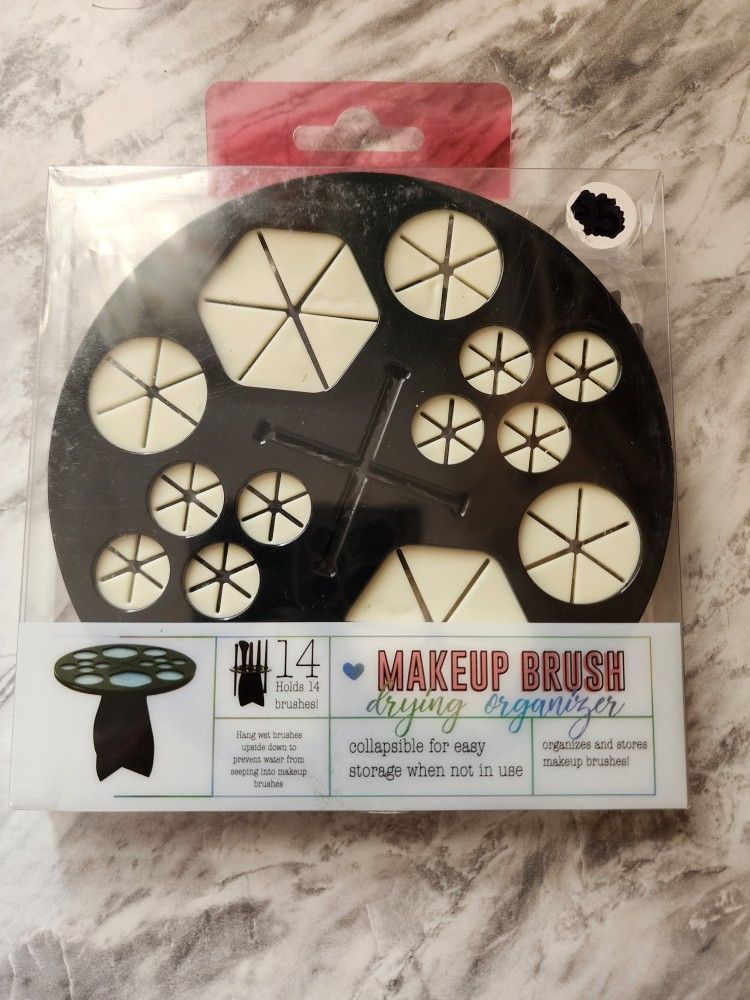 14
Holds 14
brushes!
Hang wet brushes
upside down to
prevent water from
seeping into makeup
brushes
MAKEUP BRUSH
drying organizer
collapsible for easy
storage when not in use
organizes and stores
makeup brushes!